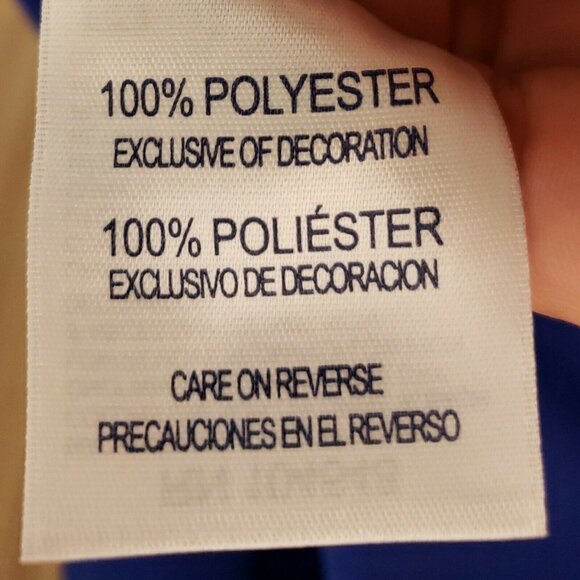 100% POLYESTER
EXCLUSIVE OF DECORATION
100% POLIÉSTER
EXCLUSIVO DE DECORACION
CARE ON REVERSE
PRECAUCIONES EN EL REVERSO